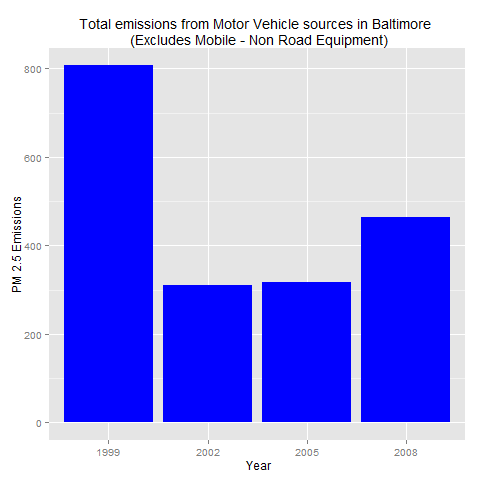 Total emissions from Motor Vehicle sources in Baltimore
(Excludes Mobile - Non Road Equipment)
PM 2.5 Emissions
800
600
400
200
0
1999 2002 2005 2008
Year